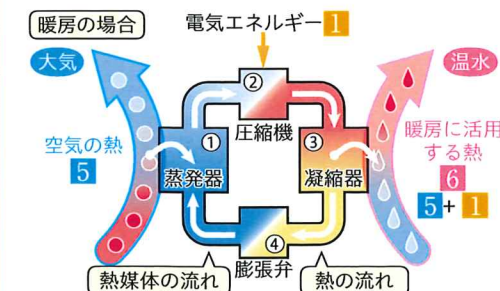 暖房の場合
電気エネルギー1
大気
温水
②
圧縮機
①
③
空気の熱
5
暖房に活用
する熱
6
5+1
蒸発器
凝縮器
④
膨張弁
熱媒体の流れ
熱の流れ